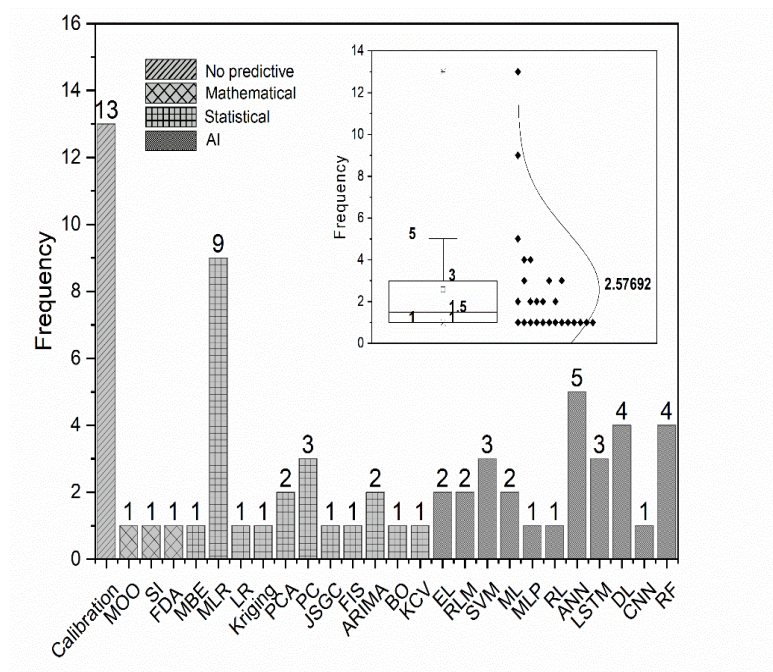 Frequency
16
14
12
10
8
6
4
2
0
No predictive
Mathematical
Statistical
AI
13
1
1
1
1
9
1
1
2
3
1
1
2
1
1
2
2
3
2
1
1
5
3
4
1
4
Calibration
MOO
SI
FDA
MBE
MLR
LR
Kriging
PCA
PC
JSGC
FIS
ARIMA
BO
KCV
EL
RLM
SVM
ML
MLP
RL
ANN
LSTM
DL
CNN
RF
Frequency
14
12
10
8
6
4
2
0
5
3
1.5
1
1
2.57692